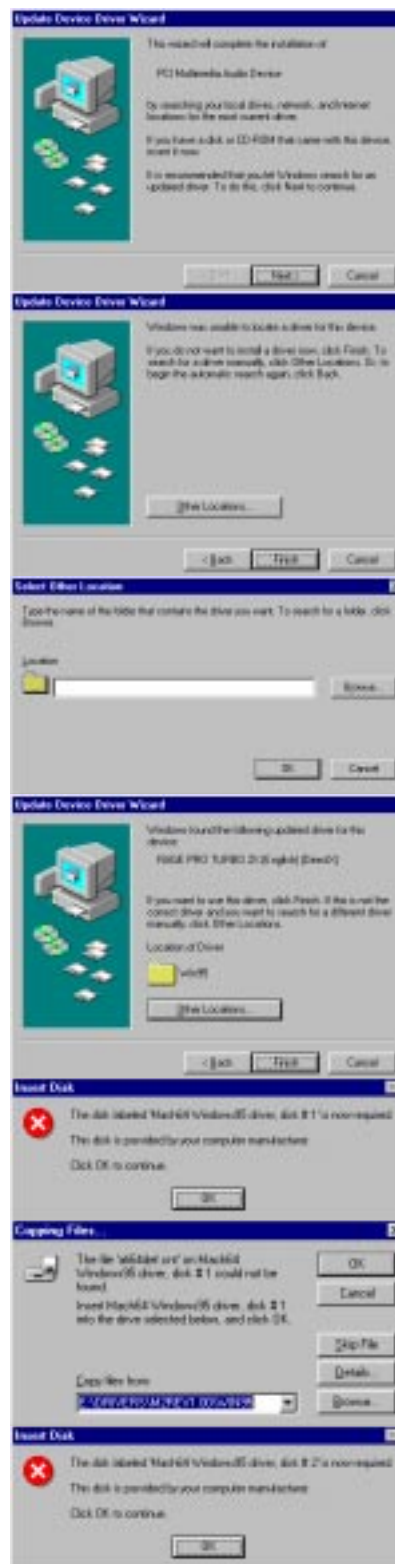 Update Device Driver Wizard
This wizard will complete the installation of:
PCI Multimedia Audio Device
by searching your local drives, network, and Internet
locations for the most current driver.
If you have a disk or CD-ROM that came with this device,
insert it now.
It is recommended that you let Windows search for an
updated driver. To do this, click Next to continue.
Next >
Cancel
Update Device Driver Wizard
Windows was unable to locate a driver for this device.
If you do not want to install a driver now, click Finish. To
search for a driver manually, click Other Locations. Or, to
begin the automatic search again, click Back.
Other Locations...
< Back
Finish
Cancel
Select Other Location
Type the name of the folder that contains the driver you want. To search for a folder, click
Browse.
Location:
Browse...
OK
Cancel
Update Device Driver Wizard
Windows found the following updated driver for this
device:
RAGE PRO TURBO 2X (English) (DirectX)
If you want to use this driver, click Finish. If this is not the
correct driver and you want to search for a different driver
manually, click Other Locations.
Location of Driver:
win95
Other Locations...
< Back
Finish
Cancel
Insert Disk
The disk labeled 'Mach64 Windows95 driver, disk # 1' is now required.
This disk is provided by your computer manufacturer.
Click OK to continue.
OK
Copying Files...
The file on Mach64
Windows95 driver, disk # 1 could not be
found.
Insert Mach64 Windows95 driver, disk # 1
into the drive selected below, and click OK.
Copy files from:
OK
Cancel
Skip File
Details...
Browse...
Insert Disk
The disk labeled 'Mach64 Windows95 driver, disk # 2' is now required.
This disk is provided by your computer manufacturer.
Click OK to continue.
OK